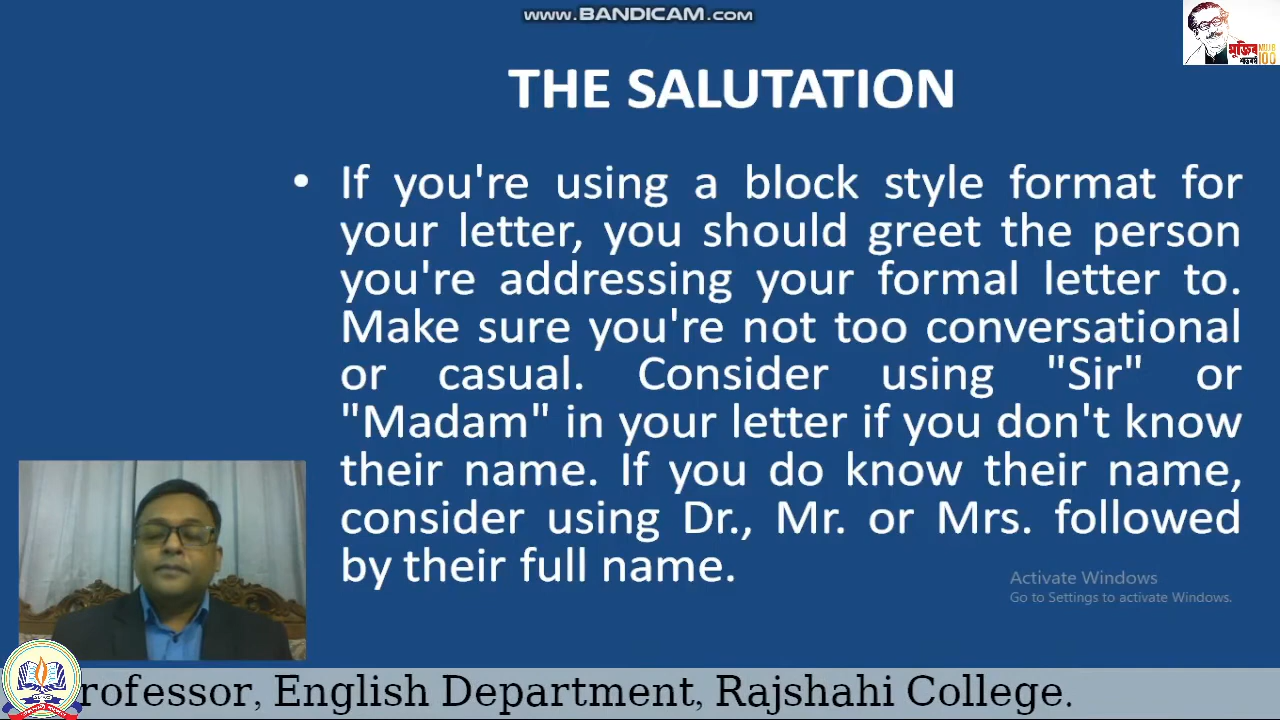 www.BANDICAM.com
মুজিব
শতবর্ষ
100
THE SALUTATION
• If you're using a block style format for
your letter, you should greet the person
you're addressing your formal letter to.
Make sure you're not too conversational
or casual. Consider using "Sir" or
"Madam" in your letter if you don't know
their name. If you do know their name,
consider using Dr., Mr. or Mrs. followed
by their full name.
Activate Windows
Go to Settings to activate Windows.
rofessor, English Department, Rajshahi College.